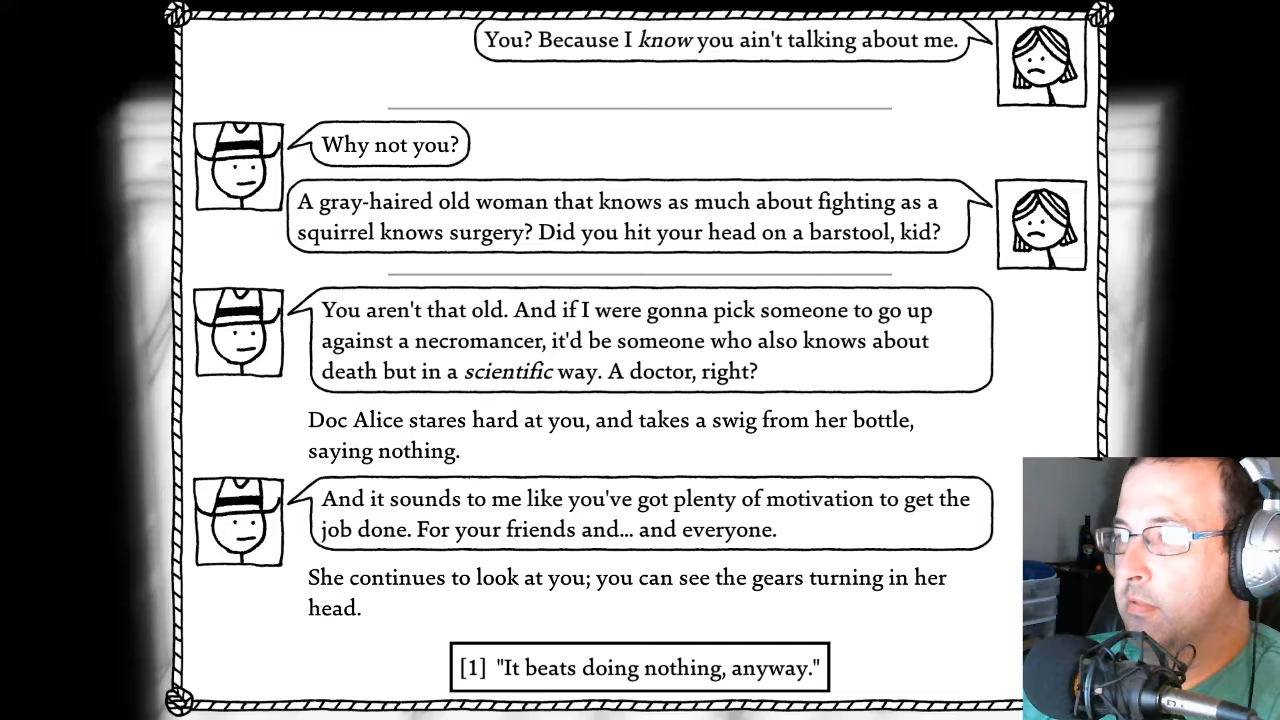 You? Because I know you ain't talking about me.
Why not you?
A gray-haired old woman that knows as much about fighting as a
squirrel knows surgery? Did you hit your head on a barstool, kid?
You aren't that old. And if I were gonna pick someone to go up
against a necromancer, it'd be someone who also knows about
death but in a scientific way. A doctor, right?
Doc Alice stares hard at you, and takes a swig from her bottle,
saying nothing.
And it sounds to me like you've got plenty of motivation to get the
job done. For your friends and... and everyone.
She continues to look at you; you can see the gears turning in her
head.
[1] "It beats doing nothing, anyway."